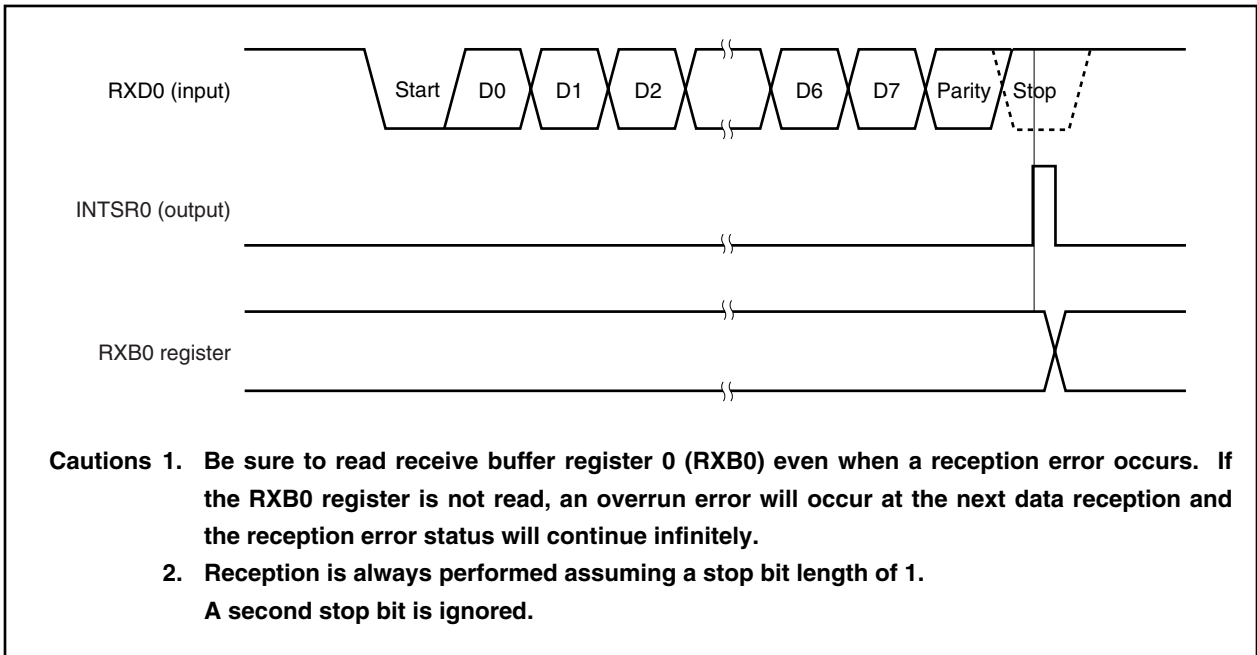 RXD0 (input)
Start D0 D1 D2 D6 D7 Parity Stop
INTSR0 (output)
RXB0 register
Cautions 1. Be sure to read receive buffer register 0 (RXB0) even when a reception error occurs. If
the RXB0 register is not read, an overrun error will occur at the next data reception and
the reception error status will continue infinitely.
2. Reception is always performed assuming a stop bit length of 1.
A second stop bit is ignored.